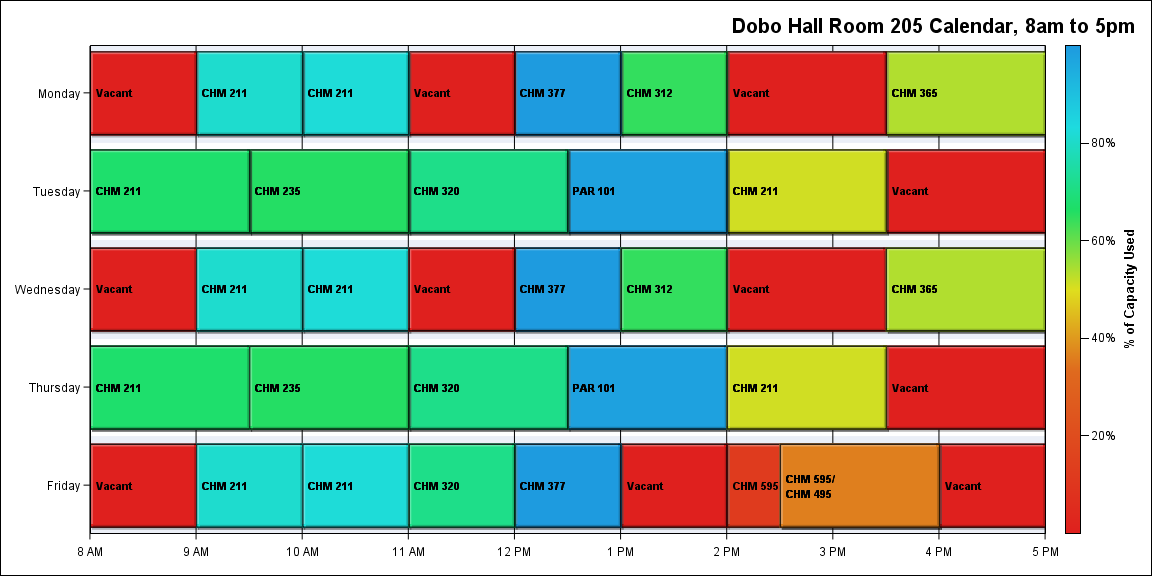 Dobo Hall Room 205 Calendar, 8am to 5pm
Monday
Vacant
CHM 211
CHM 211
Vacant
CHM 377
CHM 312
Vacant
CHM 365
Tuesday
CHM 211
CHM 235
CHM 320
PAR 101
CHM 211
Vacant
Wednesday
Vacant
CHM 211
CHM 211
Vacant
CHM 377
CHM 312
Vacant
CHM 365
Thursday
CHM 211
CHM 235
CHM 320
PAR 101
CHM 211
Vacant
Friday
Vacant
CHM 211
CHM 211
CHM 320
CHM 377
Vacant
CHM 595
CHM 595/
CHM 495
Vacant
8 AM
9 AM
10 AM
11 AM
12 PM
1 PM
2 PM
3 PM
4 PM
5 PM
80%
60%
40%
20%
% of Capacity Used